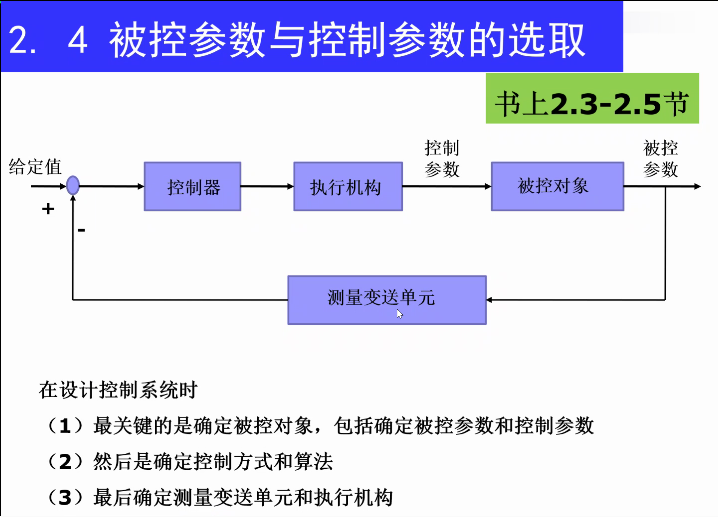 2. 4 被控参数与控制参数的选取
书上2.3-2.5节
给定值
控制
参数
被控
参数
控制器
执行机构
被控对象
+
-
测量变送单元
在设计控制系统时
（1）最关键的是确定被控对象，包括确定被控参数和控制参数
（2）然后是确定控制方式和算法
（3）最后确定测量变送单元和执行机构